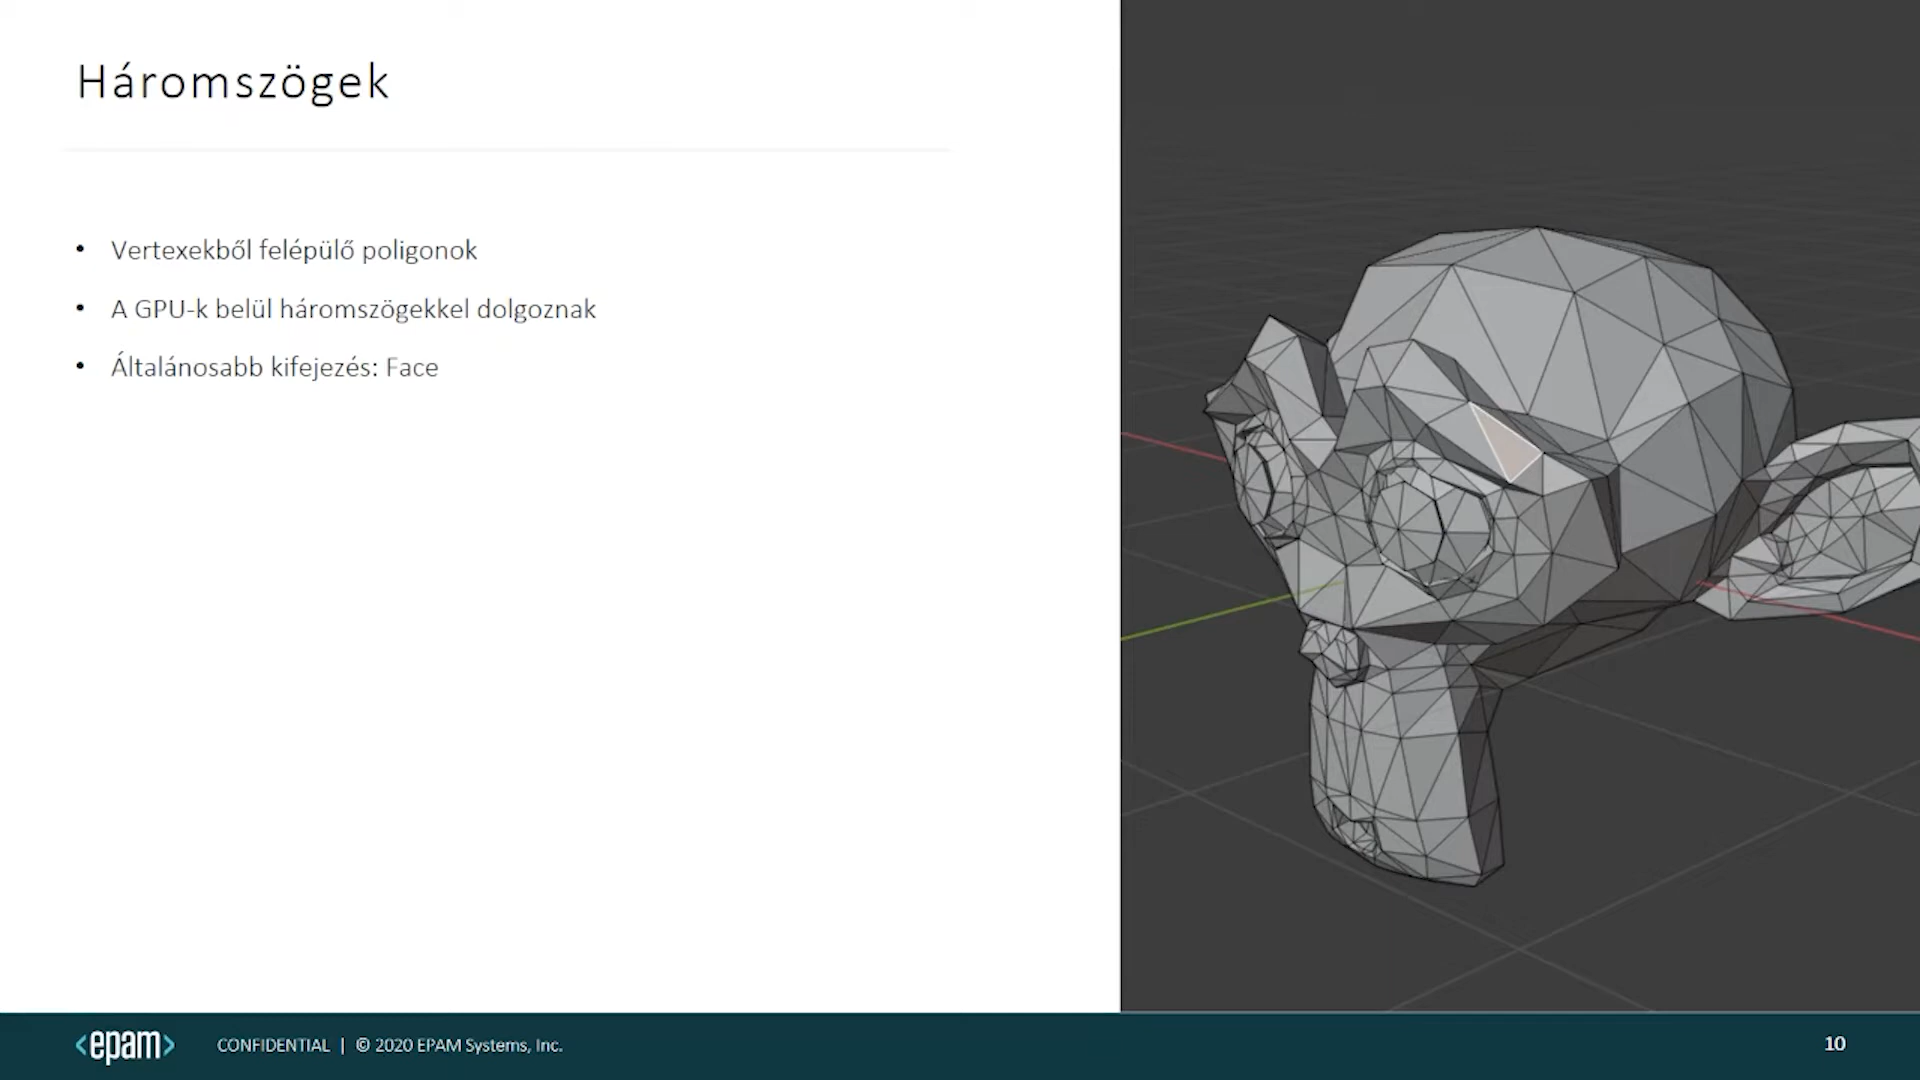 Háromszögek
• Vertexekből felépülő poligonok
• A GPU-k belül háromszögekkel dolgoznak
• Általánosabb kifejezés: Face
<epam> CONFIDENTIAL | © 2020 EPAM Systems, Inc. 10